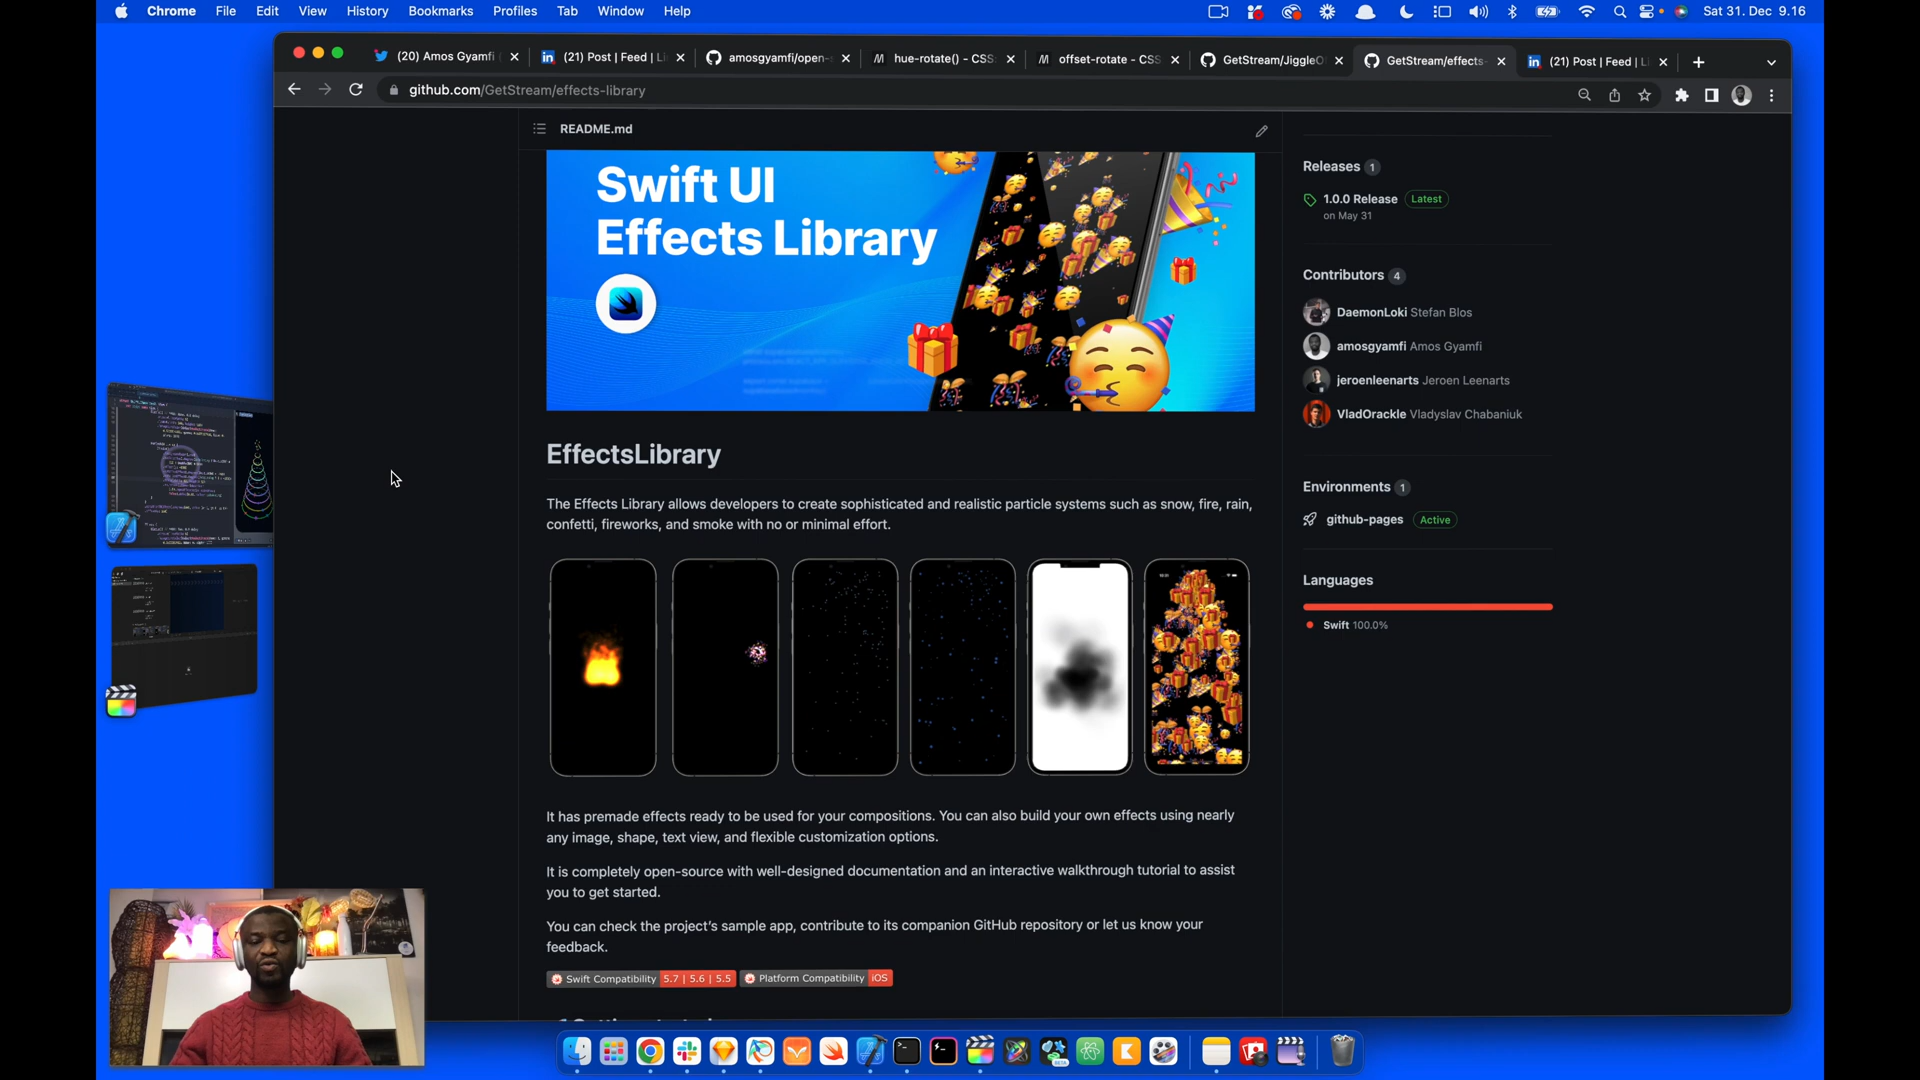 Chrome File Edit View History Bookmarks Profiles Tab Window Help
Sat 31. Dec 9.16
(20) Amos Gyamfi
(21) Post | Feed | Li
amosgyamfi/open-
hue-rotate() - CSS:
offset-rotate - CSS
GetStream/JiggleO
GetStream/effects-
(21) Post | Feed | Li
github.com/GetStream/effects-library
README.md
Swift UI
Effects Library
EffectsLibrary
The Effects Library allows developers to create sophisticated and realistic particle systems such as snow, fire, rain,
confetti, fireworks, and smoke with no or minimal effort.
It has premade effects ready to be used for your compositions. You can also build your own effects using nearly
any image, shape, text view, and flexible customization options.
It is completely open-source with well-designed documentation and an interactive walkthrough tutorial to assist
you to get started.
You can check the project's sample app, contribute to its companion GitHub repository or let us know your
feedback.
Swift Compatibility 5.7 | 5.6 | 5.5 Platform Compatibility iOS
Releases 1
1.0.0 Release Latest
on May 31
Contributors 4
DaemonLoki Stefan Blos
amosgyamfi Amos Gyamfi
jeroenleenarts Jeroen Leenarts
VladOrackle Vladyslav Chabaniuk
Environments 1
github-pages Active
Languages
Swift 100.0%